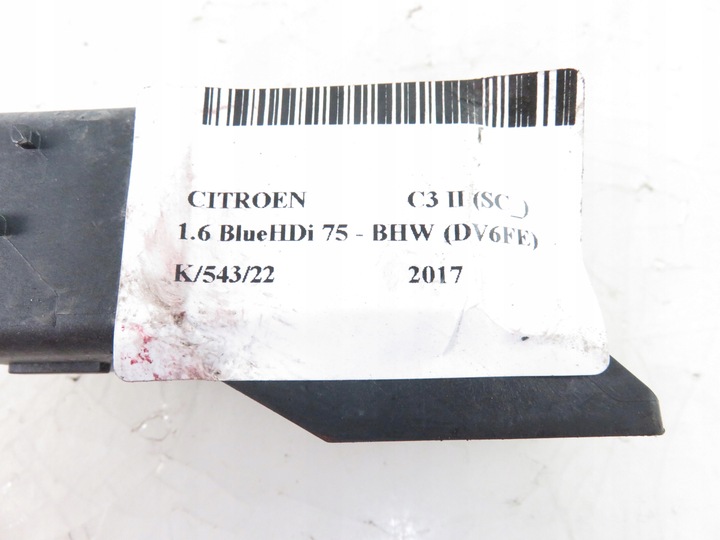 CITROEN C3 II (SC_)
1.6 BlueHDi 75 - BHW (DV6FE)
K/543/22 2017